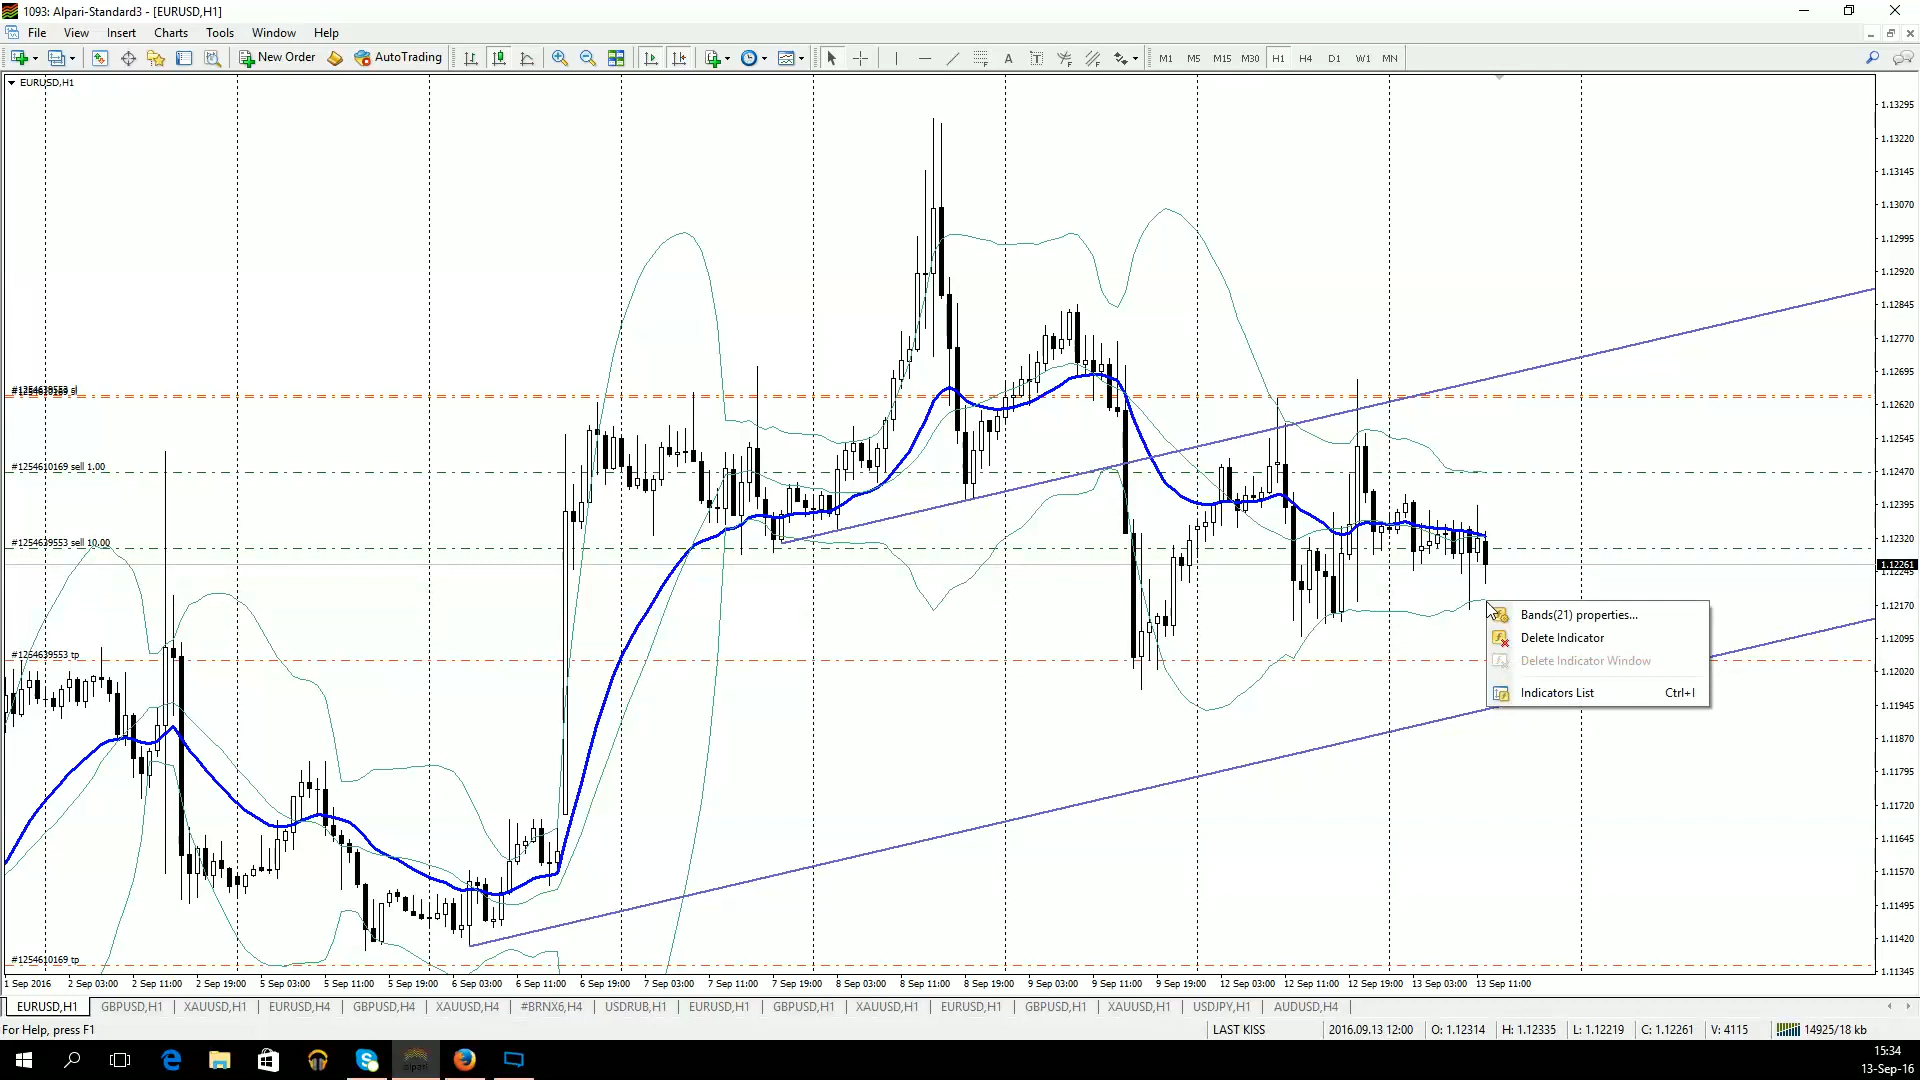 1093: Alpari-Standard3 - [EURUSD,H1]
File View Insert Charts Tools Window Help
New Order AutoTrading A T M1 M5 M15 M30 H1 H4 D1 W1 MN
EURUSD,H1
1.13295
1.13220
1.13145
1.13070
1.12995
1.12920
1.12845
1.12770
1.12695
#1254639553 sl
1.12620
1.12545
#1254610169 sell 1.00
1.12470
1.12395
#1254639553 sell 10.00
1.12320
1.12261
1.12245
1.12170
Bands(21) properties...
Delete Indicator
1.12095
#1254639553 tp
Delete Indicator Window
1.12020
Indicators List Ctrl+I
1.11945
1.11870
1.11795
1.11720
1.11645
1.11570
1.11495
1.11420
#1254610169 tp
1.11345
1 Sep 2016 2 Sep 03:00 2 Sep 11:00 2 Sep 19:00 5 Sep 03:00 5 Sep 11:00 5 Sep 19:00 6 Sep 03:00 6 Sep 11:00 6 Sep 19:00 7 Sep 03:00 7 Sep 11:00 7 Sep 19:00 8 Sep 03:00 8 Sep 11:00 8 Sep 19:00 9 Sep 03:00 9 Sep 11:00 9 Sep 19:00 12 Sep 03:00 12 Sep 11:00 12 Sep 19:00 13 Sep 03:00 13 Sep 11:00
EURUSD,H1 GBPUSD,H1 XAUUSD,H1 EURUSD,H4 GBPUSD,H4 XAUUSD,H4 #BRNX6,H4 USDRUB,H1 EURUSD,H1 GBPUSD,H1 XAUUSD,H1 EURUSD,H1 GBPUSD,H1 XAUUSD,H1 USDJPY,H1 AUDUSD,H4
For Help, press F1 LAST KISS 2016.09.13 12:00 O: 1.12314 H: 1.12335 L: 1.12219 C: 1.12261 V: 4115 14925/18 kb
alpari
15:34
13-Sep-16